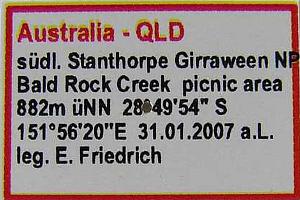 Australia - QLD
südl. Stanthorpe Girraween NP
Bald Rock Creek picnic area
882m üNN 28°49'54" S
151°56'20"E 31.01.2007 a.L.
leg. E. Friedrich